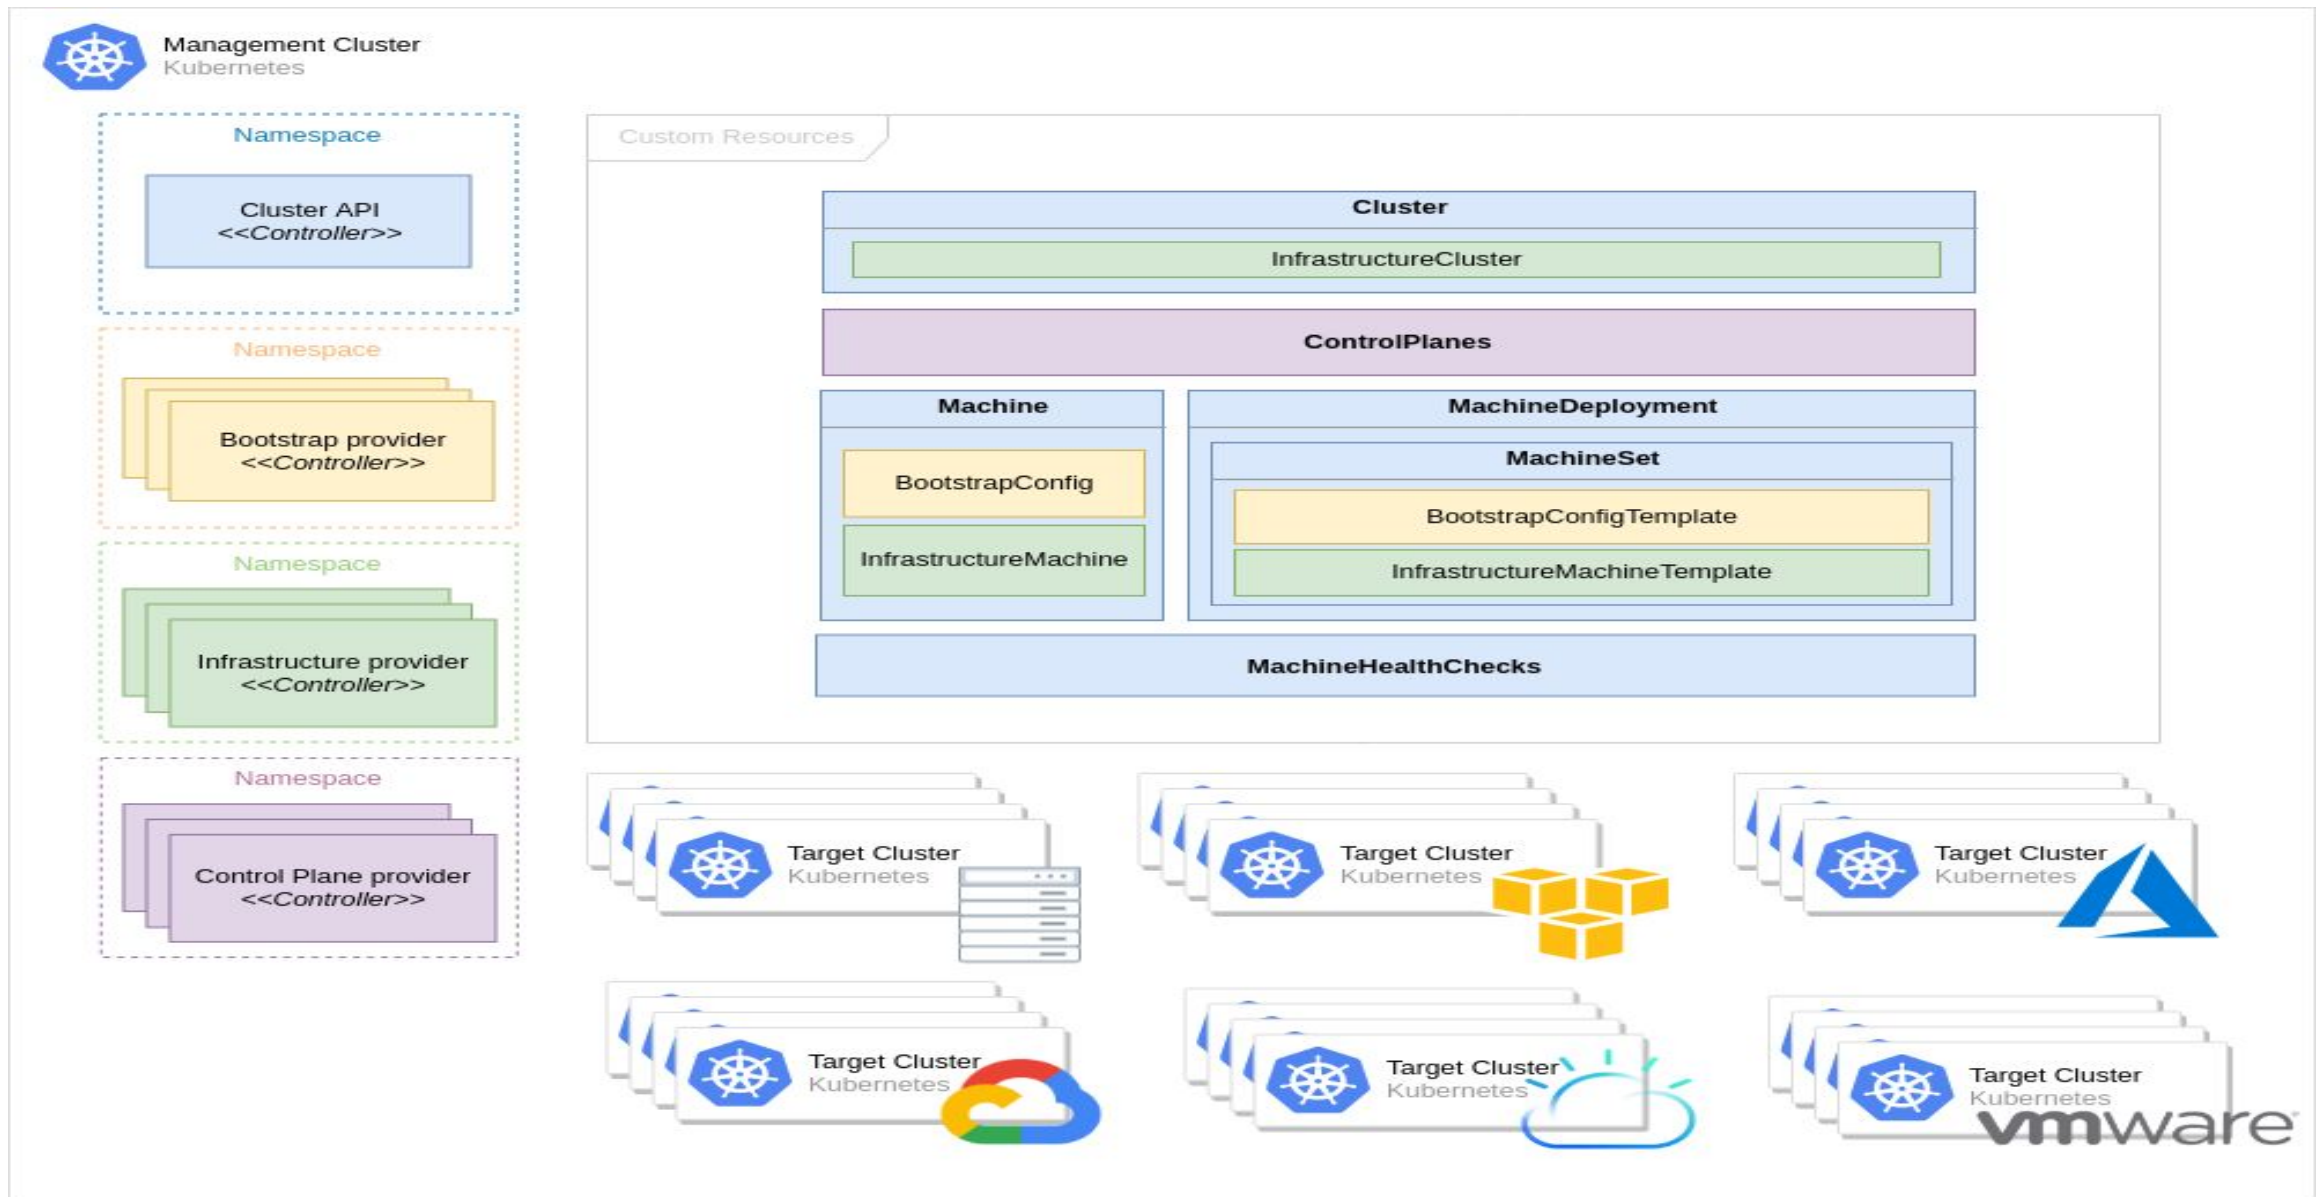 Management Cluster
Kubernetes
Namespace
Cluster API
<<Controller>>
Namespace
Bootstrap provider
<<Controller>>
Namespace
Infrastructure provider
<<Controller>>
Namespace
Control Plane provider
<<Controller>>
Custom Resources
Cluster
InfrastructureCluster
ControlPlanes
Machine
BootstrapConfig
InfrastructureMachine
MachineDeployment
MachineSet
BootstrapConfigTemplate
InfrastructureMachineTemplate
MachineHealthChecks
Target Cluster
Kubernetes
Target Cluster
Kubernetes
Target Cluster
Kubernetes
Target Cluster
Kubernetes
Target Cluster
Kubernetes
Target Cluster
Kubernetes
vmware